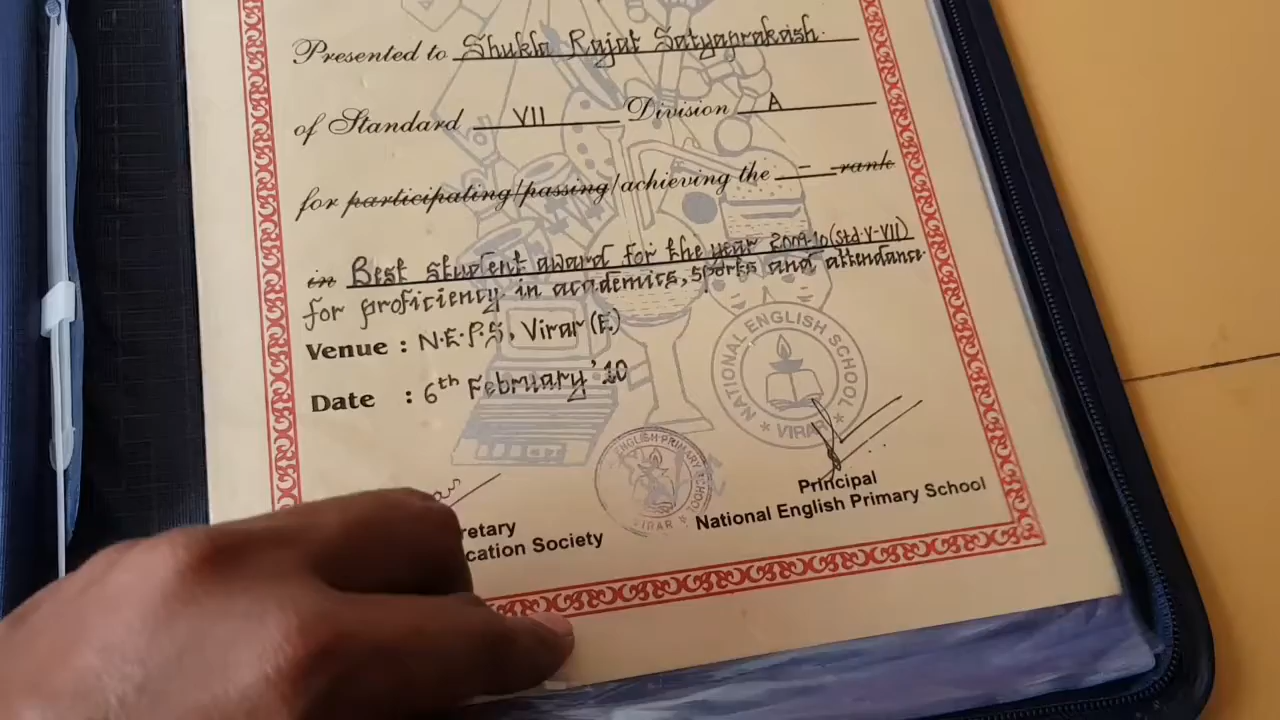 Presented to Shukla Rajat Satyaprakash.
of Standard VII Division A
for participating/passing/achieving the – rank
in Best student award for the year 2009-10 (std-V-VII)
for proficiency in academics, sports and attendance.
Venue : N.E.P.S, Virar (E)
Date : 6th February '10
NATIONAL ENGLISH SCHOOL
* VIRAR *
ENGLISH PRIMARY SCHOOL
VIRAR *
Principal
National English Primary School
retary
cation Society